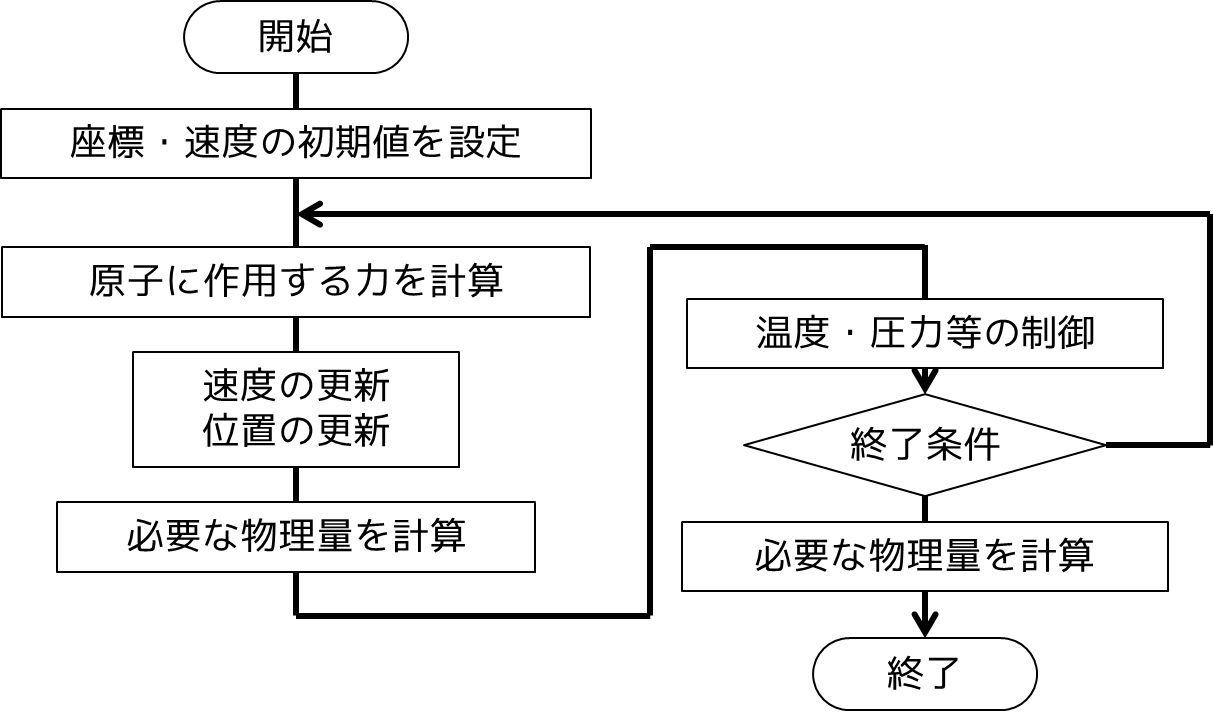 開始
座標・速度の初期値を設定
原子に作用する力を計算
速度の更新
位置の更新
必要な物理量を計算
温度・圧力等の制御
終了条件
必要な物理量を計算
終了